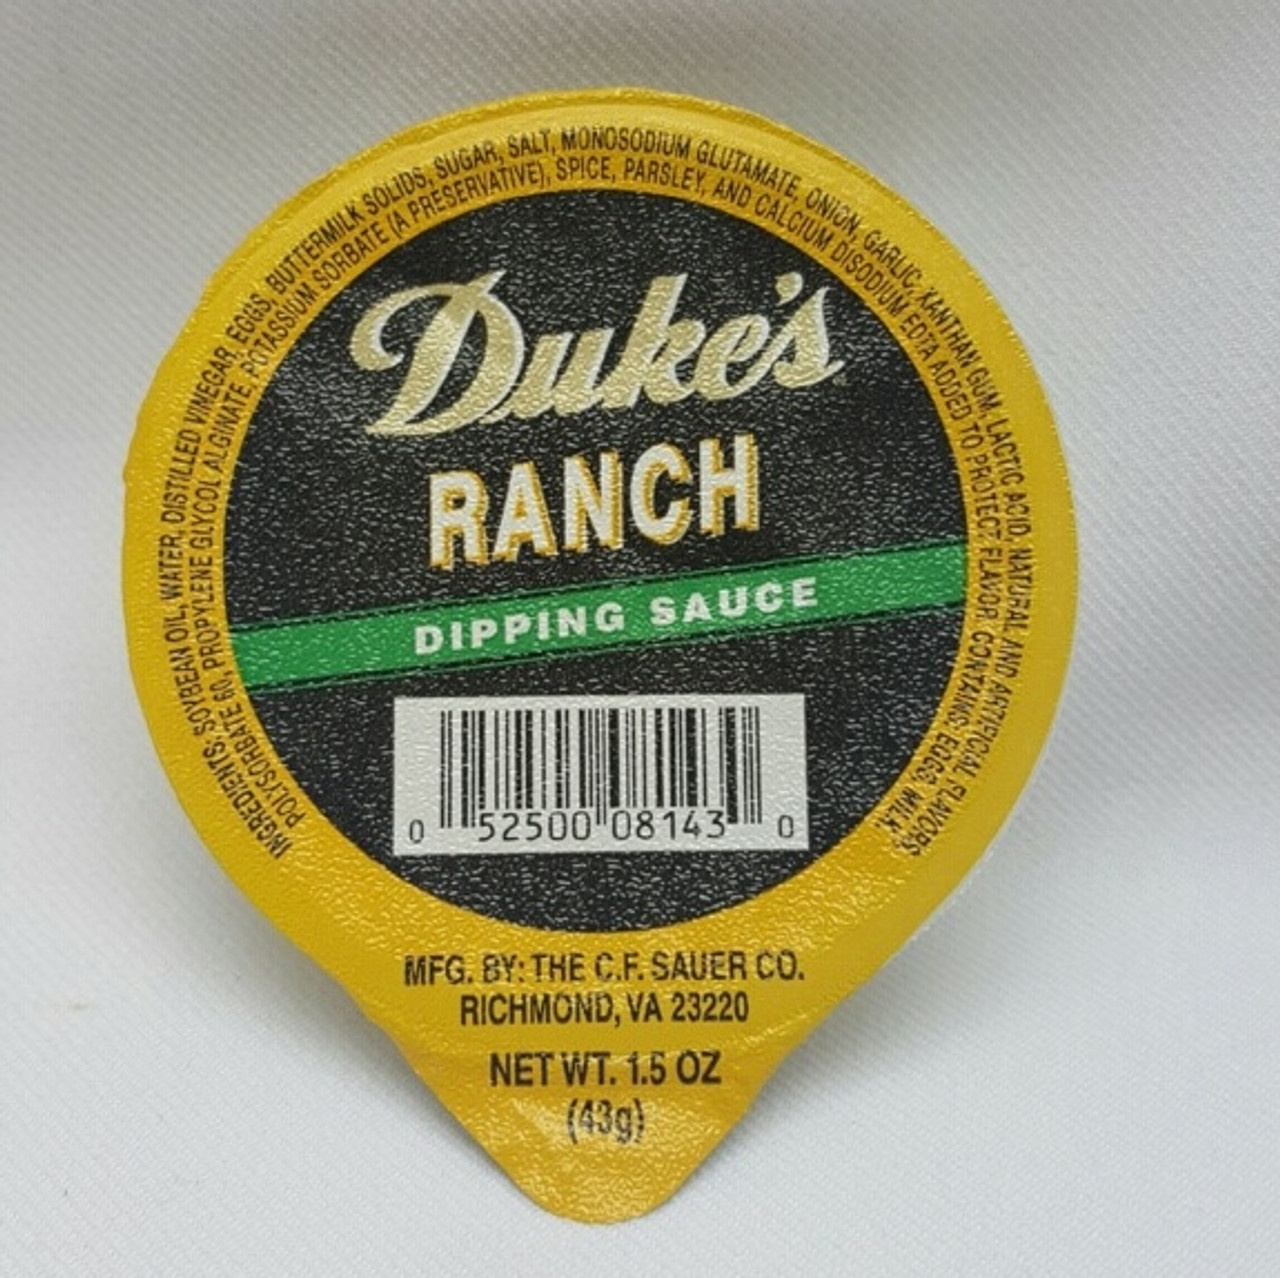 INGREDIENTS: SOYBEAN OIL, WATER, DISTILLED VINEGAR, EGGS, BUTTERMILK SOLIDS, SUGAR, SALT, MONOSODIUM GLUTAMATE, ONION, GARLIC, XANTHAN GUM, LACTIC ACID, NATURAL AND ARTIFICIAL FLAVORS,
POLYSORBATE 60, PROPYLENE GLYCOL ALGINATE, POTASSIUM SORBATE (A PRESERVATIVE), SPICE, PARSLEY, AND CALCIUM DISODIUM EDTA ADDED TO PROTECT FLAVOR. CONTAINS EGGS, MILK.
Duke's
RANCH
DIPPING SAUCE
0 52500 08143 0
MFG. BY: THE C.F. SAUER CO.
RICHMOND, VA 23220
NET WT. 1.5 OZ
(43g)